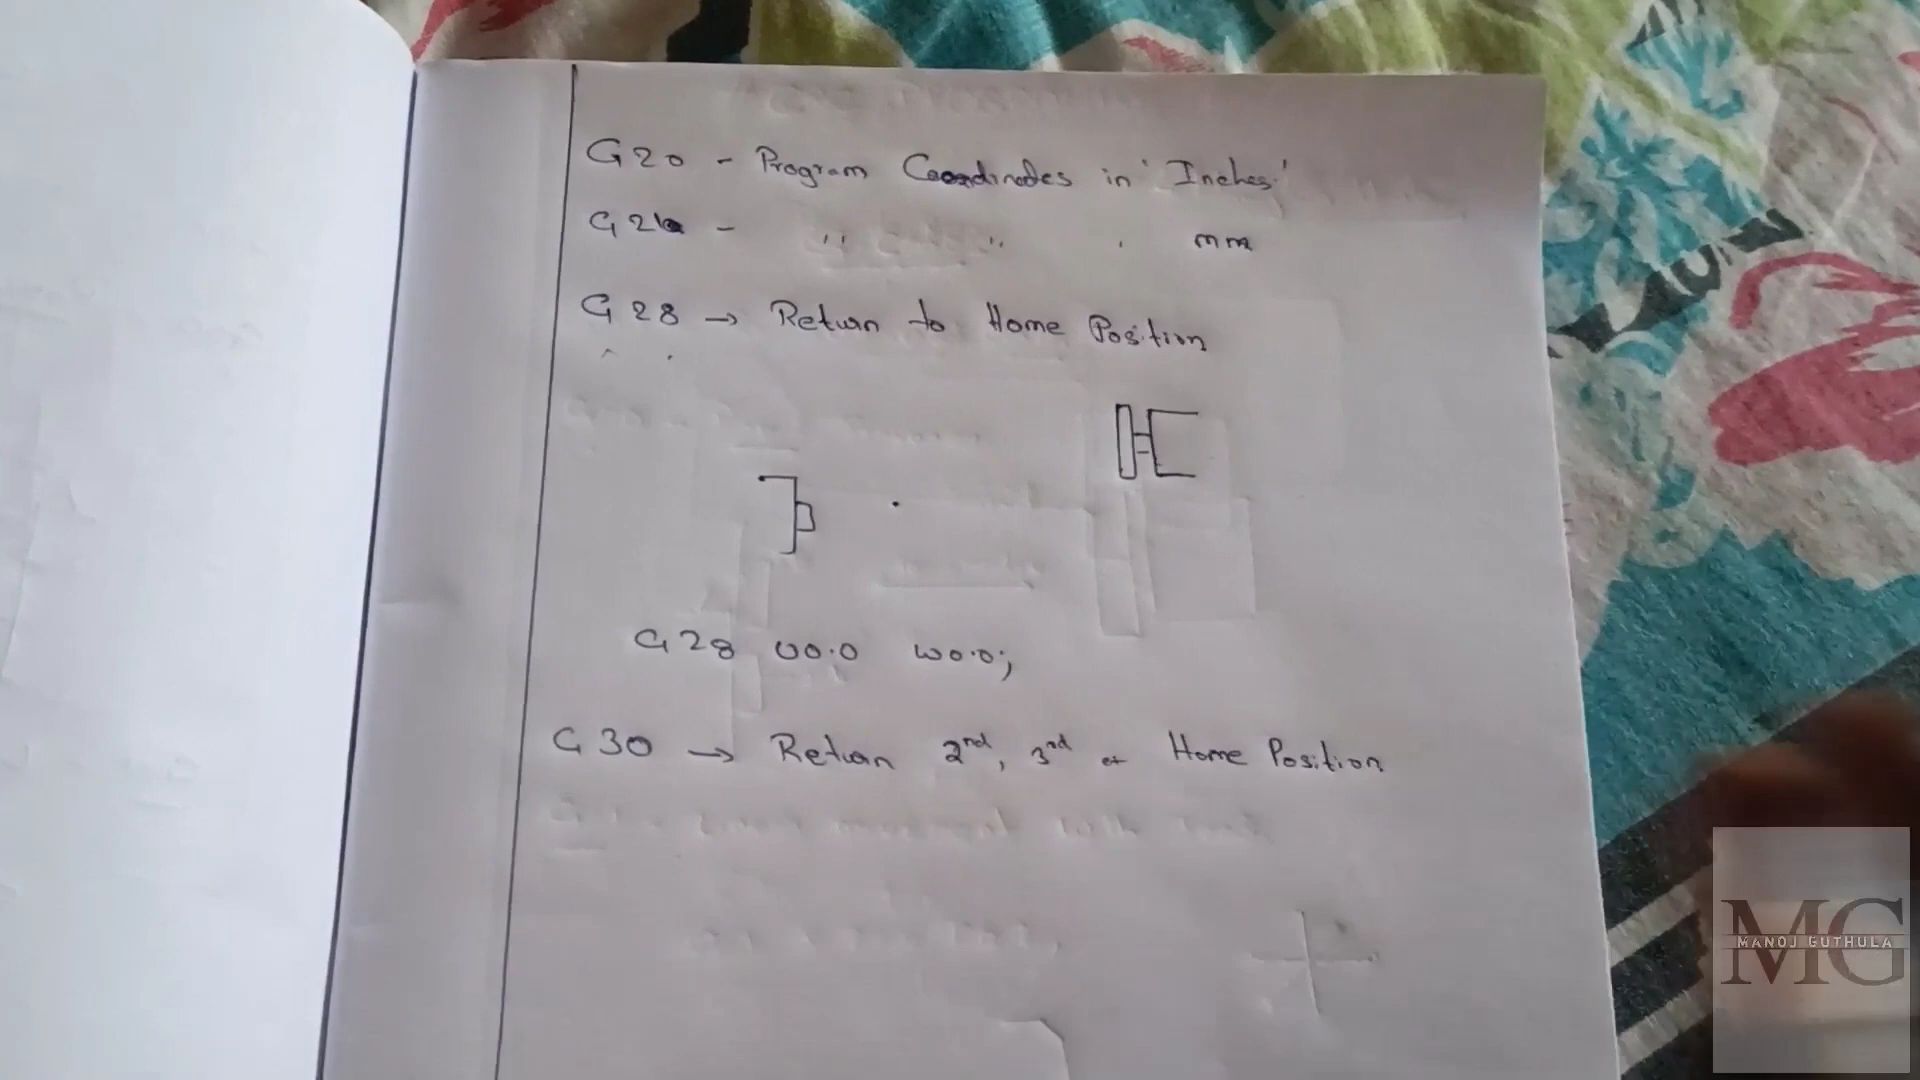 G20 - Program Coordinates in 'Inches'
G21 - " " " mm
G28 → Return to Home Position
G28 U0.0 W0.0;
G30 → Return 2nd, 3rd Home Position
MG
MANOJ GUTHULA